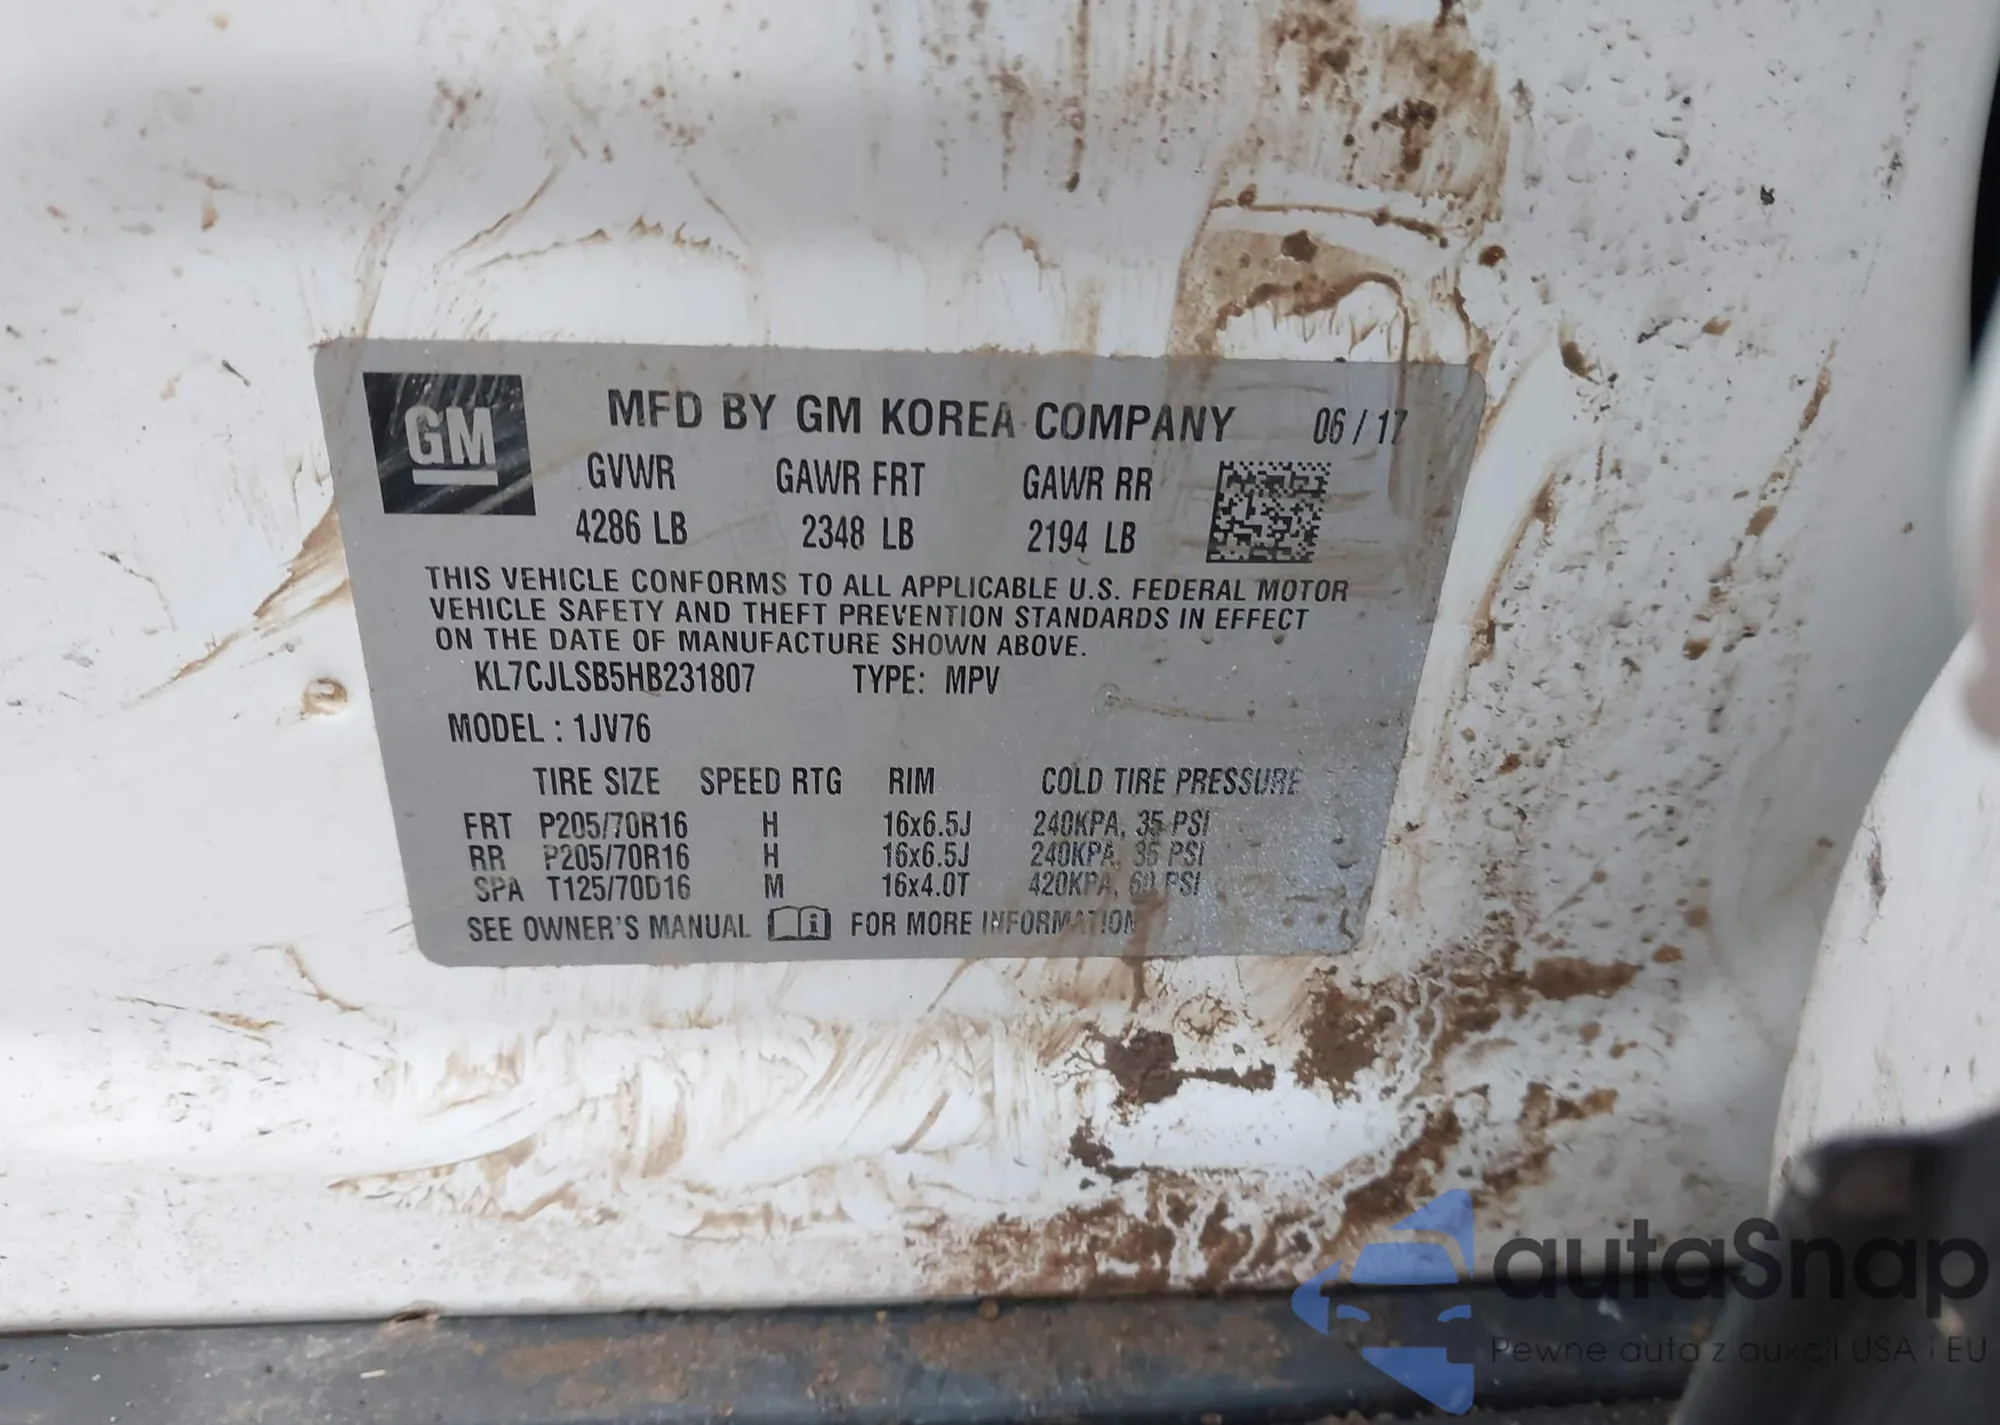 GM
MFD BY GM KOREA COMPANY 06 / 17
GVWR GAWR FRT GAWR RR
4286 LB 2348 LB 2194 LB
THIS VEHICLE CONFORMS TO ALL APPLICABLE U.S. FEDERAL MOTOR
VEHICLE SAFETY AND THEFT PREVENTION STANDARDS IN EFFECT
ON THE DATE OF MANUFACTURE SHOWN ABOVE.
KL7CJLSB5HB231807 TYPE: MPV
MODEL : 1JV76
TIRE SIZE SPEED RTG RIM COLD TIRE PRESSURE
FRT P205/70R16 H 16x6.5J 240KPA, 35 PSI
RR P205/70R16 H 16x6.5J 240KPA, 35 PSI
SPA T125/70D16 M 16x4.0T 420KPA, 60 PSI
SEE OWNER'S MANUAL i FOR MORE INFORMATION
autaSnap
Pewne auta z aukcji USA i EU